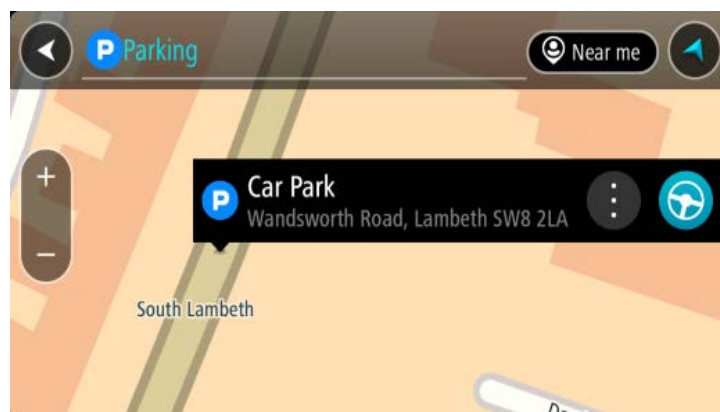 P Parking
Near me
+
P Car Park
Wandsworth Road, Lambeth SW8 2LA
−
South Lambeth